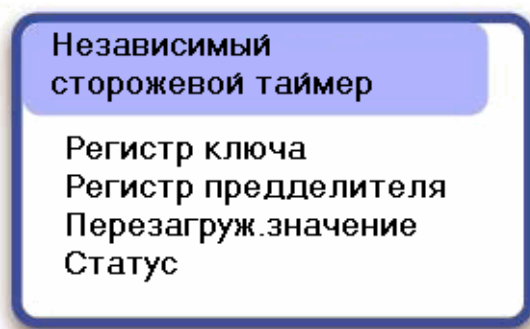 Независимый
сторожевой таймер
Регистр ключа
Регистр предделителя
Перезагруж.значение
Статус